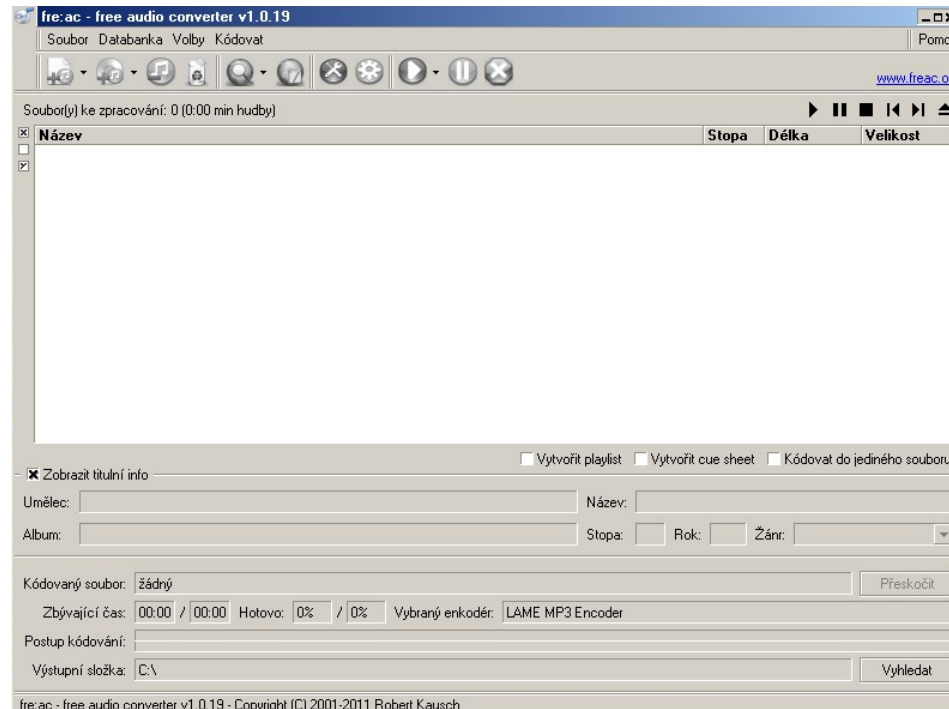 fre:ac - free audio converter v1.0.19
Soubor Databanka Volby Kódovat Pomo
www.freac.o
Soubor(y) ke zpracování: 0 (0:00 min hudby)
Název Stopa Délka Velikost
Vytvořit playlist Vytvořit cue sheet Kódovat do jediného souboru
Zobrazit titulní info
Umělec: Název:
Album: Stopa: Rok: Žánr:
Kódovaný soubor: žádný Přeskočit
Zbývající čas: 00:00 / 00:00 Hotovo: 0% / 0% Vybraný enkodér: LAME MP3 Encoder
Postup kódování:
Výstupní složka: C:\ Vyhledat
fre:ac - free audio converter v1.0.19 - Copyright (C) 2001-2011 Robert Kausch